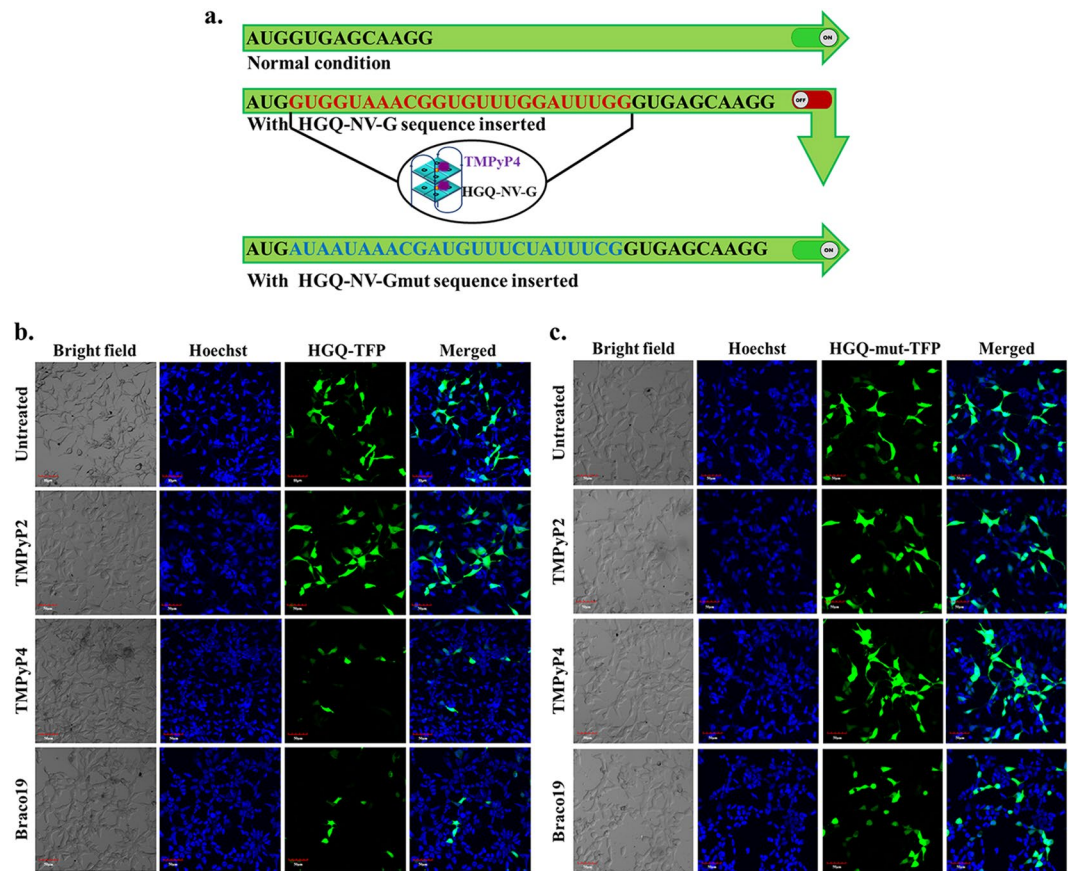 a.
AUGGUGAGCAAGG
ON
Normal condition
AUGGUGGUAAACGGUGUUUGGAUUUGGGUGAGCAAGG
OFF
With HGQ-NV-G sequence inserted
TMPyP4
HGQ-NV-G
AUGAUAAUAAACGAUGUUUCUAUUUCGGUGAGCAAGG
ON
With HGQ-NV-Gmut sequence inserted
b.
Bright field Hoechst HGQ-TFP Merged
Untreated
TMPyP2
TMPyP4
Braco19
c.
Bright field Hoechst HGQ-mut-TFP Merged
Untreated
TMPyP2
TMPyP4
Braco19